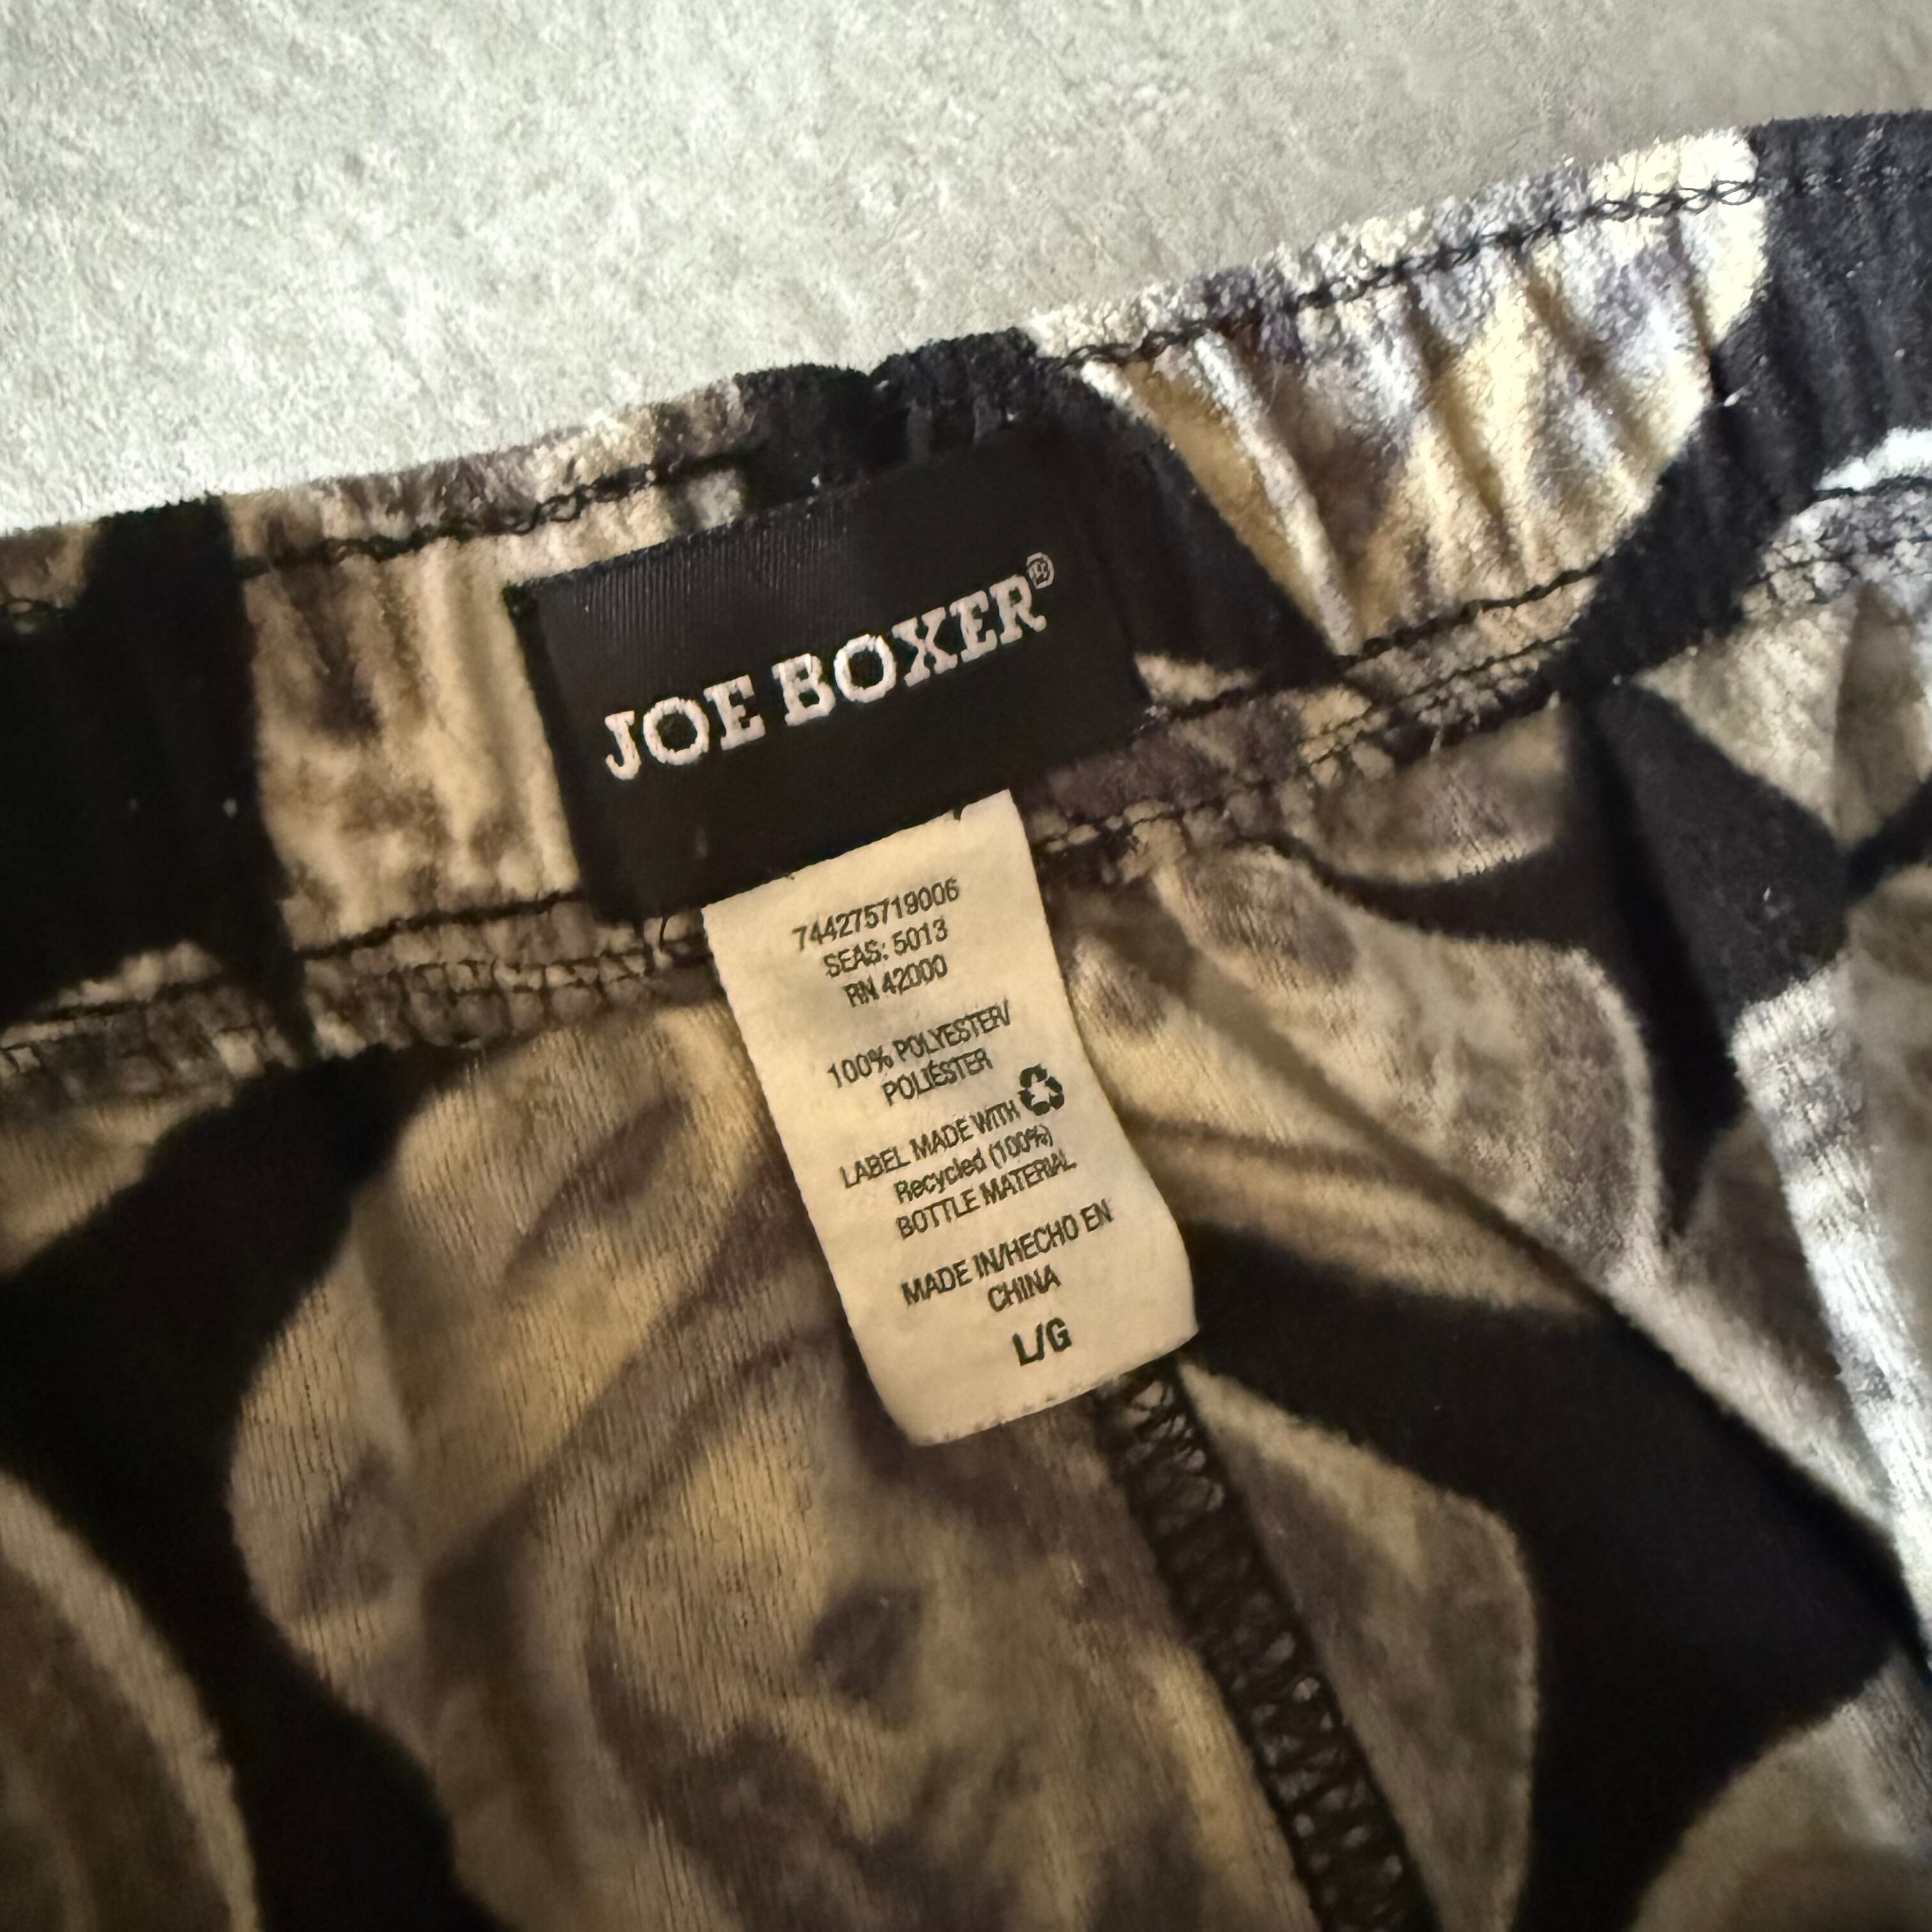 JOE BOXER®
744275719006
SEAS: 5013
RN 42000
100% POLYESTER/
POLIÉSTER
LABEL MADE WITH
Recycled (100%)
BOTTLE MATERIAL
MADE IN/HECHO EN
CHINA
L/G